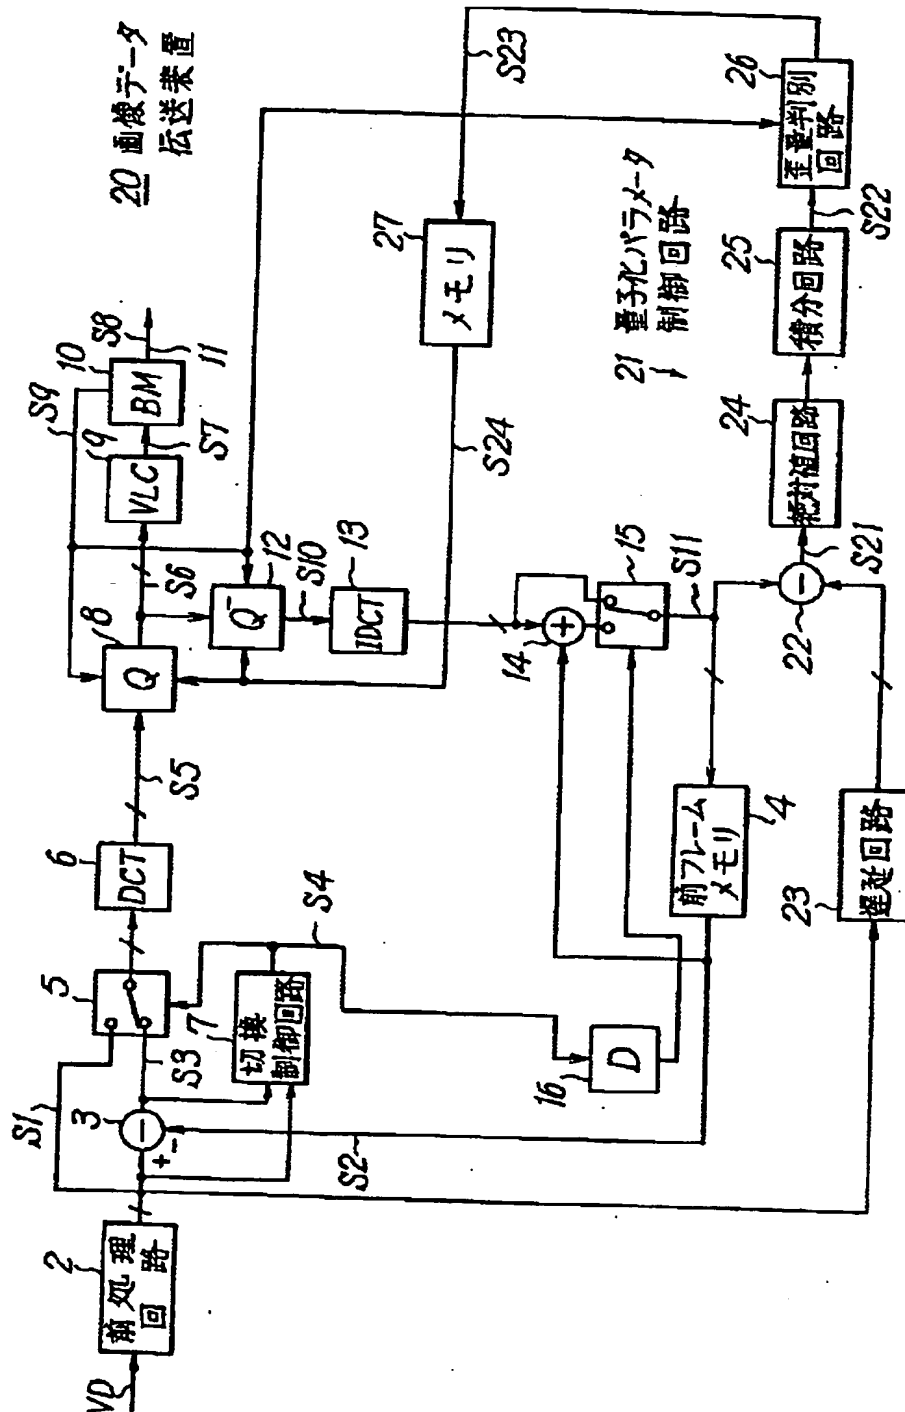 20 画像データ
伝送装置
VD
2
前処理
回路
S1
3
+
−
−
S3
5
S2
切換
制御回路
7
S4
6
DCT
S5
8
Q
S6
9
VLC
S7
10
BM
S8
11
S9
12
Q⁻
S10
13
IDCT
14
+
15
S11
16
D
前フレーム
メモリ
4
27
メモリ
S23
S24
21 量子化パラメータ
制御回路
22
−
S21
23
遅延回路
24
絶対値回路
25
積分回路
S22
26
歪量判別
回路